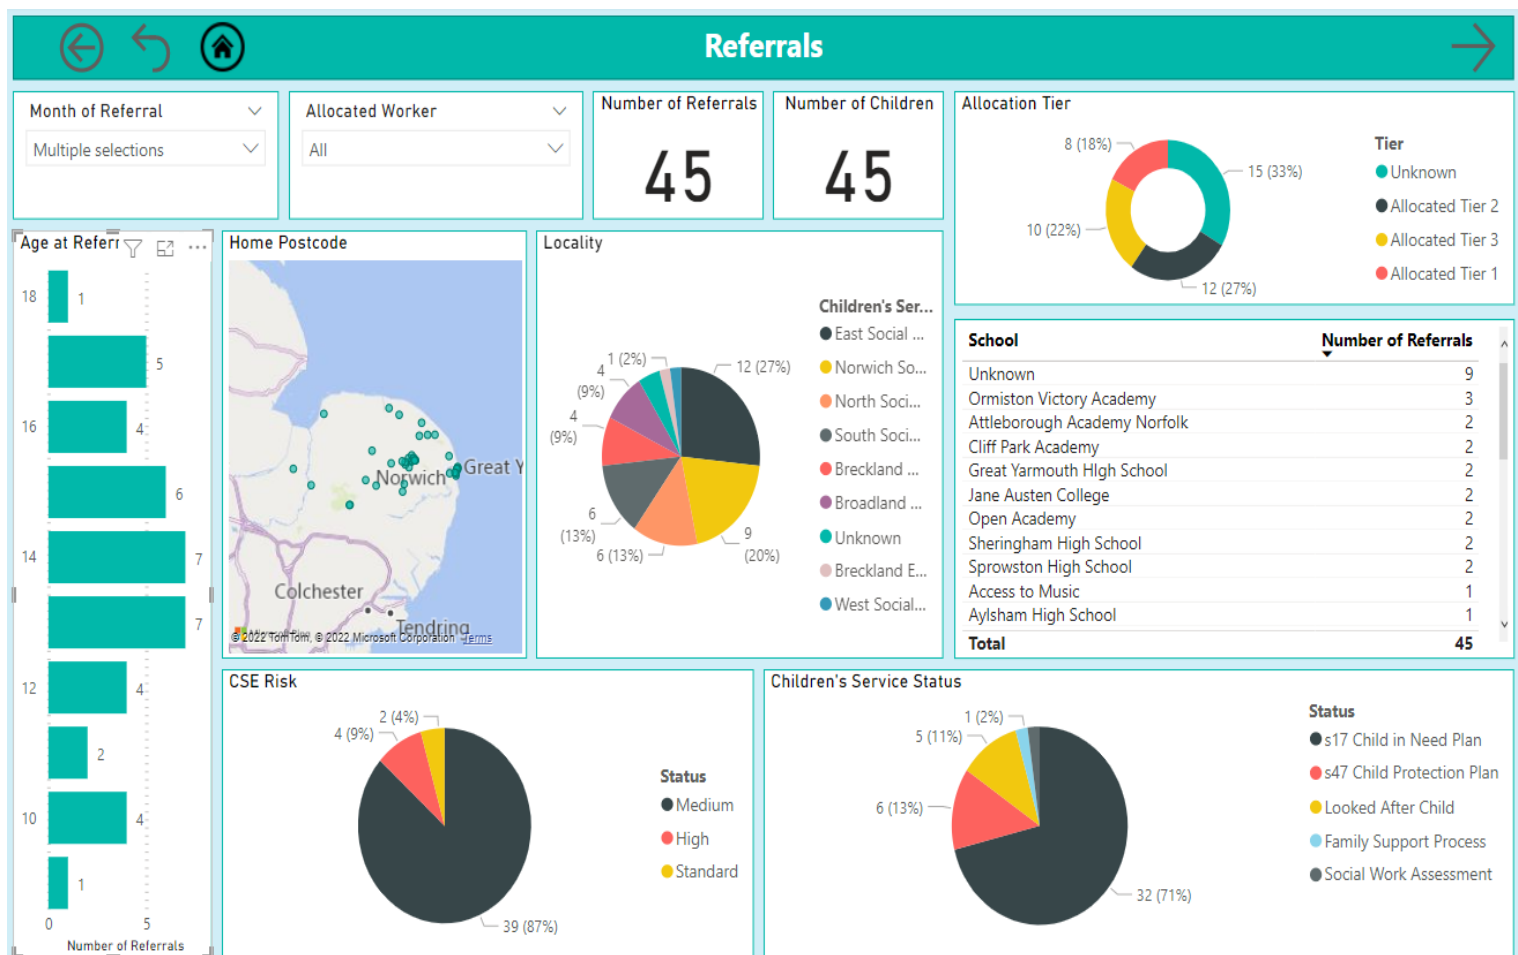 Referrals
Month of Referral
Multiple selections
Allocated Worker
All
Number of Referrals
45
Number of Children
45
Allocation Tier
8 (18%)
15 (33%)
10 (22%)
12 (27%)
Tier
Unknown
Allocated Tier 2
Allocated Tier 3
Allocated Tier 1
Age at Referr
18
1
5
16
4
6
14
7
7
12
4
2
10
4
1
0
5
Number of Referrals
Home Postcode
Norwich
Great Y
Colchester
Tendring
© 2022 TomTom, © 2022 Microsoft Corporation Terms
Locality
1 (2%)
12 (27%)
4
(9%)
4
(9%)
6
(13%)
6 (13%)
9
(20%)
Children's Ser...
East Social ...
Norwich So...
North Soci...
South Soci...
Breckland ...
Broadland ...
Unknown
Breckland E...
West Social...
School Number of Referrals
Unknown 9
Ormiston Victory Academy 3
Attleborough Academy Norfolk 2
Cliff Park Academy 2
Great Yarmouth HIgh School 2
Jane Austen College 2
Open Academy 2
Sheringham High School 2
Sprowston High School 2
Access to Music 1
Aylsham High School 1
Total 45
CSE Risk
2 (4%)
4 (9%)
39 (87%)
Status
Medium
High
Standard
Children's Service Status
1 (2%)
5 (11%)
6 (13%)
32 (71%)
Status
s17 Child in Need Plan
s47 Child Protection Plan
Looked After Child
Family Support Process
Social Work Assessment